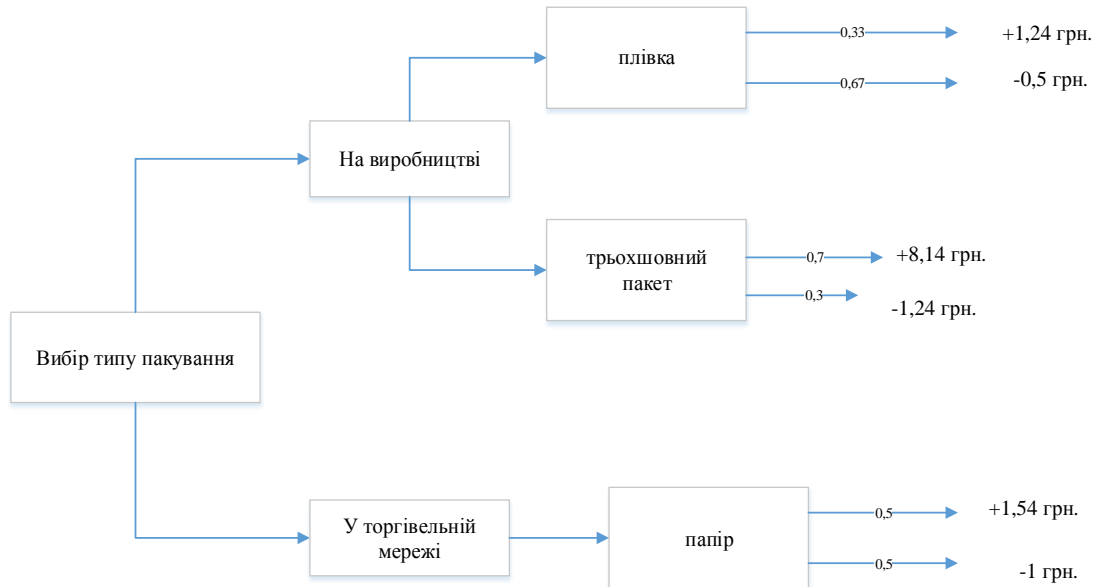 плівка
0,33
+1,24 грн.
0,67
-0,5 грн.
На виробництві
трьохшовний
пакет
0,7
+8,14 грн.
0,3
-1,24 грн.
Вибір типу пакування
У торгівельній
мережі
папір
0,5
+1,54 грн.
0,5
-1 грн.